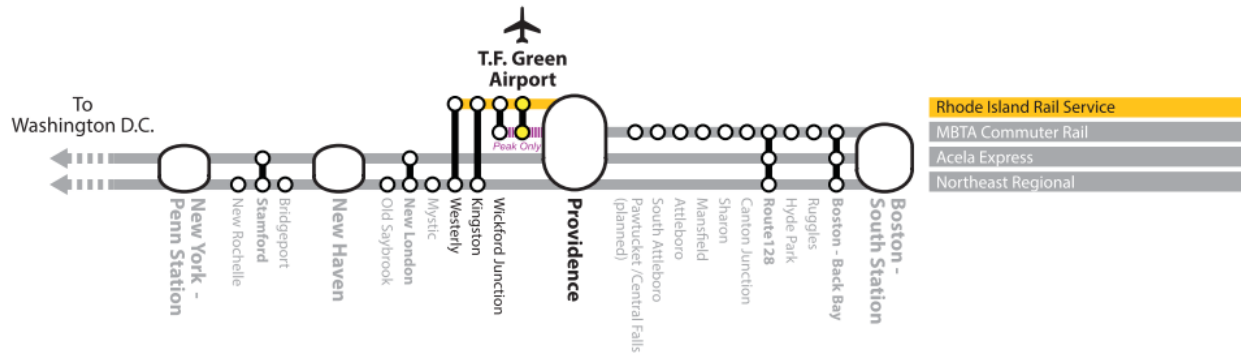 T.F. Green
Airport
To
Washington D.C.
Rhode Island Rail Service
MBTA Commuter Rail
Acela Express
Northeast Regional
Peak Only
New York -
Penn Station
New Rochelle
Stamford
Bridgeport
New Haven
Old Saybrook
New London
Mystic
Westerly
Kingston
Wickford Junction
Providence
Pawtucket /Central Falls
(planned)
South Attleboro
Attleboro
Mansfield
Sharon
Canton Junction
Route128
Hyde Park
Ruggles
Boston - Back Bay
Boston -
South Station